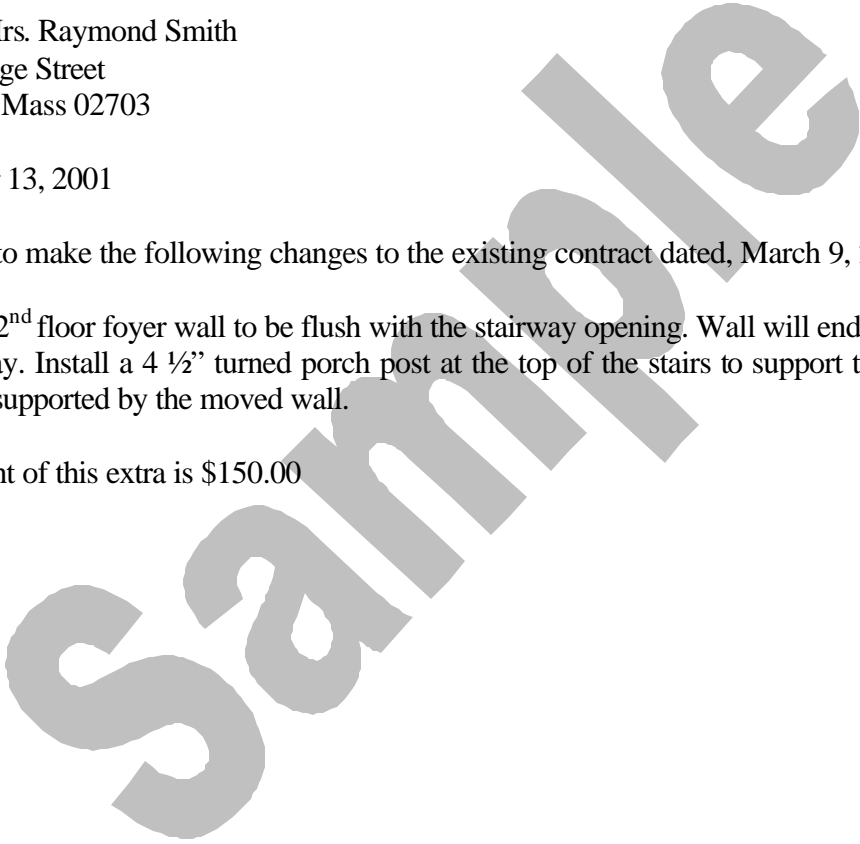 Mrs. Raymond Smith
Street
Mass 02703
13, 2001
to make the following changes to the existing contract dated, March 9,
2nd floor foyer wall to be flush with the stairway opening. Wall will end
Install a 4 ½” turned porch post at the top of the stairs to support
supported by the moved wall.
of this extra is $150.00
Sample